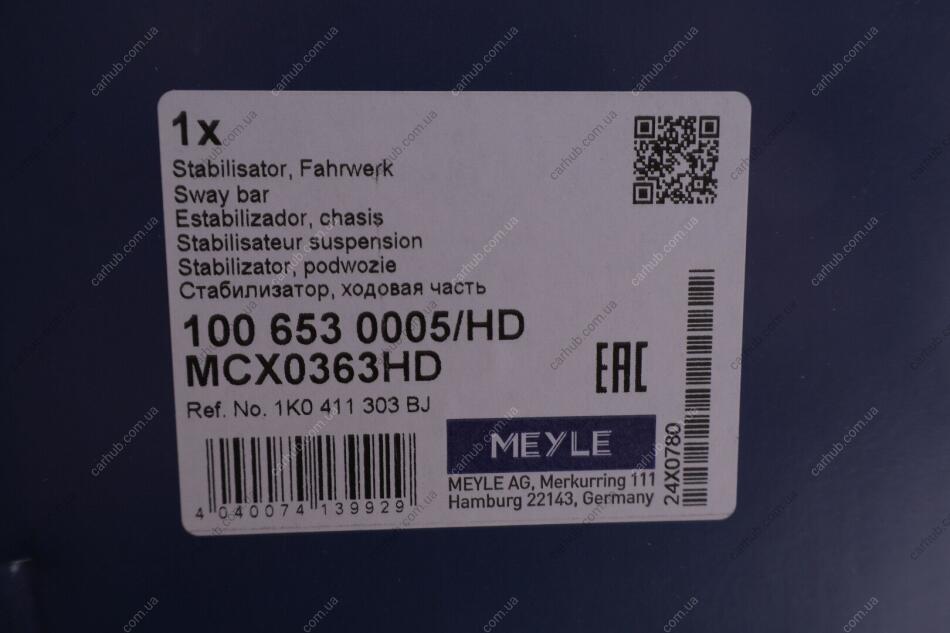 1x
Stabilisator, Fahrwerk
Sway bar
Estabilizador, chasis
Stabilisateur suspension
Stabilizator, podwozie
Стабилизатор, ходовая часть
100 653 0005/HD
MCX0363HD
EAC
Ref. No. 1K0 411 303 BJ
MEYLE
MEYLE AG, Merkurring 111
Hamburg 22143, Germany
4 040074 139929
24X0780
carhub.com.ua